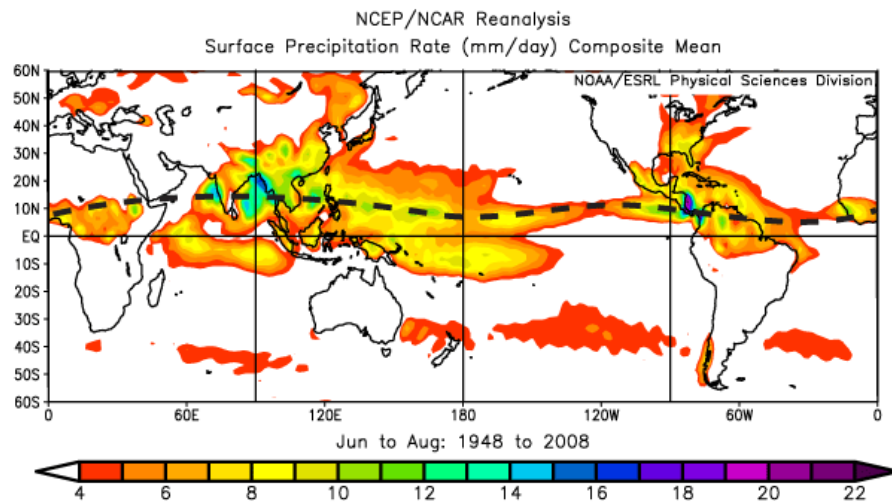 NCEP/NCAR Reanalysis
Surface Precipitation Rate (mm/day) Composite Mean
NOAA/ESRL Physical Sciences Division
60N
50N
40N
30N
20N
10N
EQ
10S
20S
30S
40S
50S
60S
0 60E 120E 180 120W 60W 0
Jun to Aug: 1948 to 2008
4 6 8 10 12 14 16 18 20 22